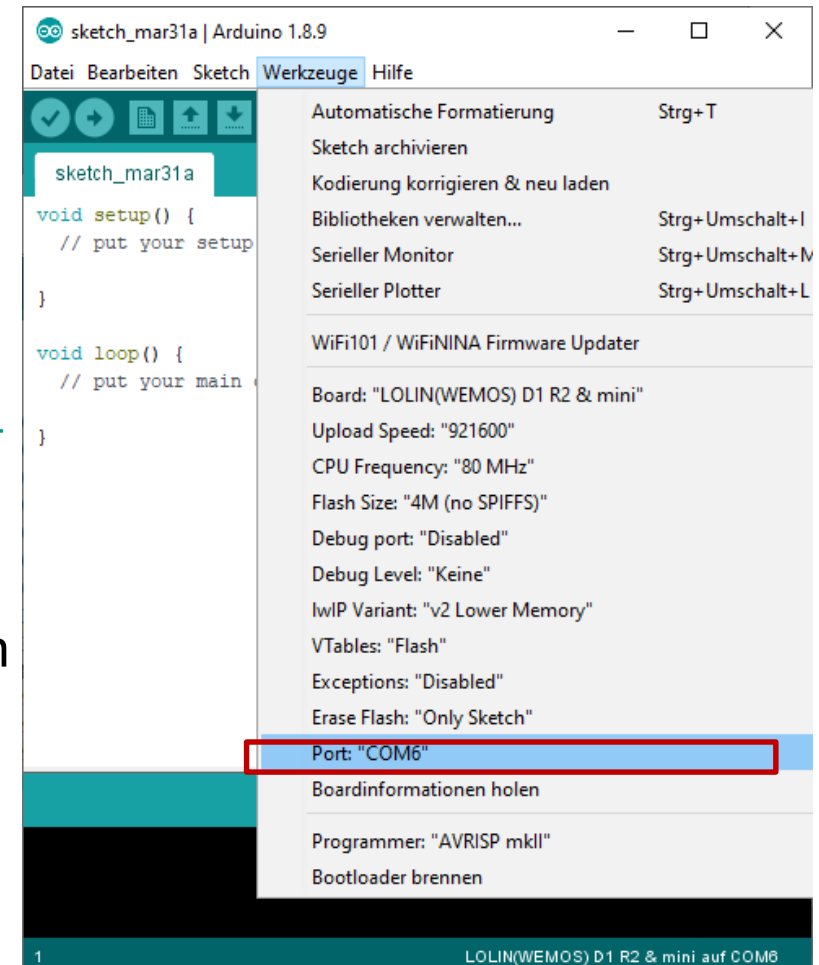 sketch_mar31a | Arduino 1.8.9
Datei Bearbeiten Sketch Werkzeuge Hilfe
sketch_mar31a
void setup() {
// put your setup
}
void loop() {
// put your main
}
Automatische Formatierung Strg+T
Sketch archivieren
Kodierung korrigieren & neu laden
Bibliotheken verwalten... Strg+Umschalt+I
Serieller Monitor Strg+Umschalt+M
Serieller Plotter Strg+Umschalt+L
WiFi101 / WiFiNINA Firmware Updater
Board: "LOLIN(WEMOS) D1 R2 & mini"
Upload Speed: "921600"
CPU Frequency: "80 MHz"
Flash Size: "4M (no SPIFFS)"
Debug port: "Disabled"
Debug Level: "Keine"
lwIP Variant: "v2 Lower Memory"
VTables: "Flash"
Exceptions: "Disabled"
Erase Flash: "Only Sketch"
Port: "COM6"
Boardinformationen holen
Programmer: "AVRISP mkII"
Bootloader brennen
1 LOLIN(WEMOS) D1 R2 & mini auf COM6